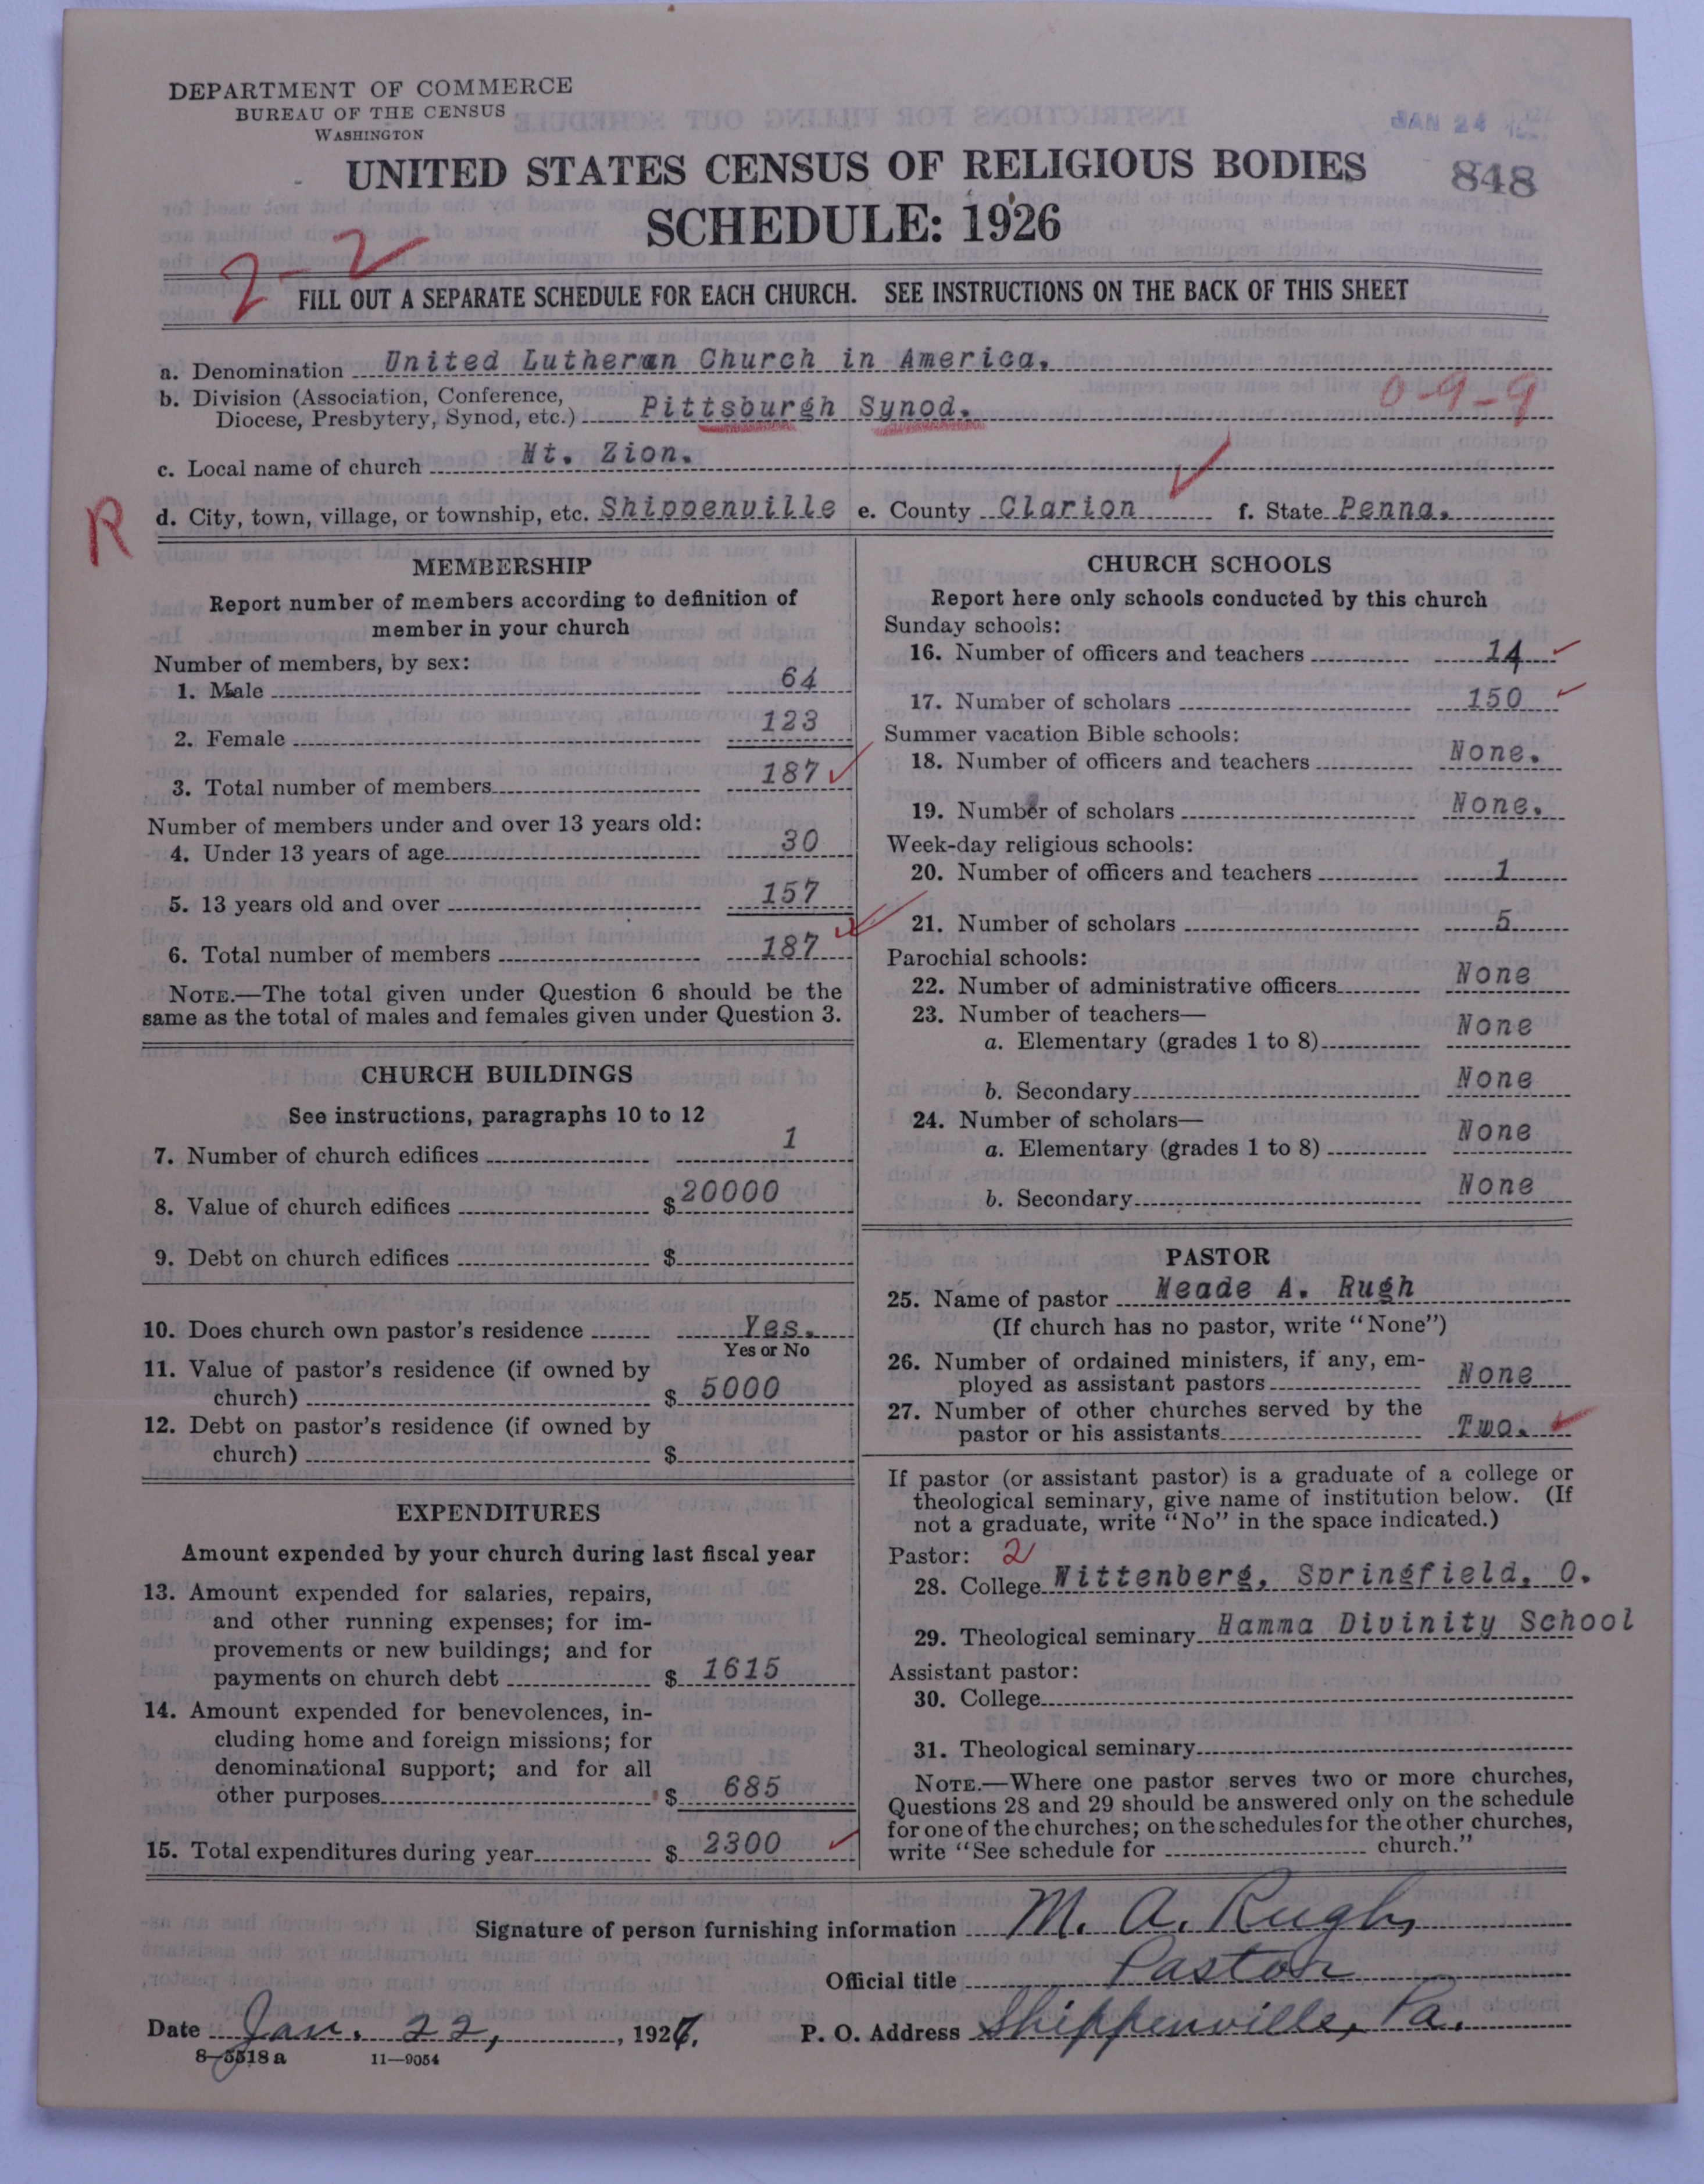 DEPARTMENT OF COMMERCE
BUREAU OF THE CENSUS
WASHINGTON
JAN 24
UNITED STATES CENSUS OF RELIGIOUS BODIES
848
SCHEDULE: 1926
2-2
FILL OUT A SEPARATE SCHEDULE FOR EACH CHURCH. SEE INSTRUCTIONS ON THE BACK OF THIS SHEET
a. Denomination United Lutheran Church in America.
b. Division (Association, Conference,
Diocese, Presbytery, Synod, etc.) Pittsburgh Synod. 0-9-9
c. Local name of church Mt. Zion.
R
d. City, town, village, or township, etc. Shippenville e. County Clarion f. State Penna.
MEMBERSHIP
Report number of members according to definition of
member in your church
Number of members, by sex:
1. Male 64
2. Female 123
3. Total number of members 187 ✓
Number of members under and over 13 years old:
4. Under 13 years of age 30
5. 13 years old and over 157
6. Total number of members 187 ✓
NOTE.—The total given under Question 6 should be the
same as the total of males and females given under Question 3.
CHURCH BUILDINGS
See instructions, paragraphs 10 to 12
7. Number of church edifices 1
8. Value of church edifices $ 20000
9. Debt on church edifices $
10. Does church own pastor's residence Yes.
Yes or No
11. Value of pastor's residence (if owned by
church) $ 5000
12. Debt on pastor's residence (if owned by
church) $
EXPENDITURES
Amount expended by your church during last fiscal year
13. Amount expended for salaries, repairs,
and other running expenses; for im-
provements or new buildings; and for
payments on church debt $ 1615
14. Amount expended for benevolences, in-
cluding home and foreign missions; for
denominational support; and for all
other purposes $ 685
15. Total expenditures during year $ 2300 ✓
CHURCH SCHOOLS
Report here only schools conducted by this church
Sunday schools:
16. Number of officers and teachers 14 ✓
17. Number of scholars 150 ✓
Summer vacation Bible schools:
18. Number of officers and teachers None.
19. Number of scholars None.
Week-day religious schools:
20. Number of officers and teachers 1
21. Number of scholars 5
Parochial schools:
22. Number of administrative officers None
23. Number of teachers—
a. Elementary (grades 1 to 8) None
b. Secondary None
24. Number of scholars—
a. Elementary (grades 1 to 8) None
b. Secondary None
PASTOR
25. Name of pastor Meade A. Rugh
(If church has no pastor, write "None")
26. Number of ordained ministers, if any, em-
ployed as assistant pastors None
27. Number of other churches served by the
pastor or his assistants Two. ✓
If pastor (or assistant pastor) is a graduate of a college or
theological seminary, give name of institution below. (If
not a graduate, write "No" in the space indicated.)
Pastor: 2
28. College Wittenberg, Springfield, O.
29. Theological seminary Hamma Divinity School
Assistant pastor:
30. College
31. Theological seminary
NOTE.—Where one pastor serves two or more churches,
Questions 28 and 29 should be answered only on the schedule
for one of the churches; on the schedules for the other churches,
write "See schedule for church."
Signature of person furnishing information M. A. Rugh,
Official title Pastor
Date Jan. 22, 1927. P. O. Address Shippenville, Pa.
8-5518 a 11-9054